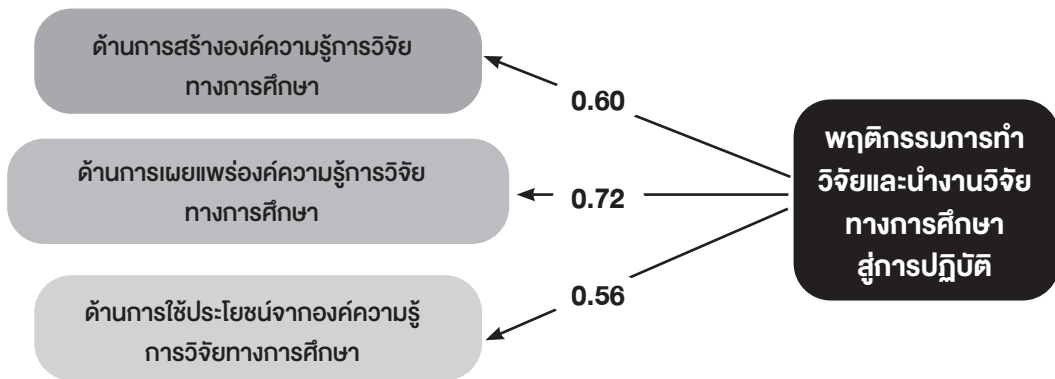 ด้านการสร้างองค์ความรู้การวิจัย
ทางการศึกษา
0.60
ด้านการเผยแพร่องค์ความรู้การวิจัย
ทางการศึกษา
0.72
ด้านการใช้ประโยชน์จากองค์ความรู้
การวิจัยทางการศึกษา
0.56
พฤติกรรมการทำ
วิจัยและนำงานวิจัย
ทางการศึกษา
สู่การปฏิบัติ